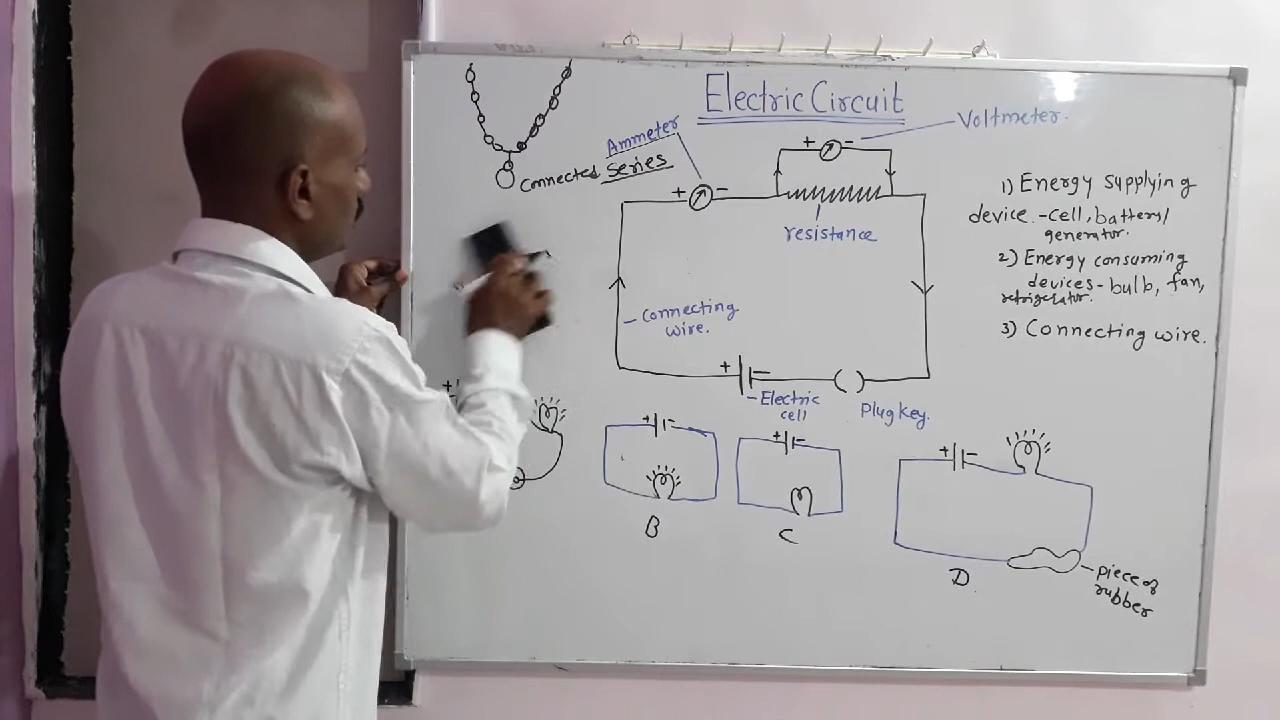 Electric Circuit
Ammeter
Connected Series
+ -
+ -
Voltmeter.
resistance
Connecting
wire.
+ -
Electric
cell
Plug key.
1) Energy supplying
device - cell, battery/
generator.
2) Energy consuming
devices - bulb, fan,
refrigelator.
3) Connecting wire.
+
+ -
B
+ -
C
+ -
D
piece of
rubber